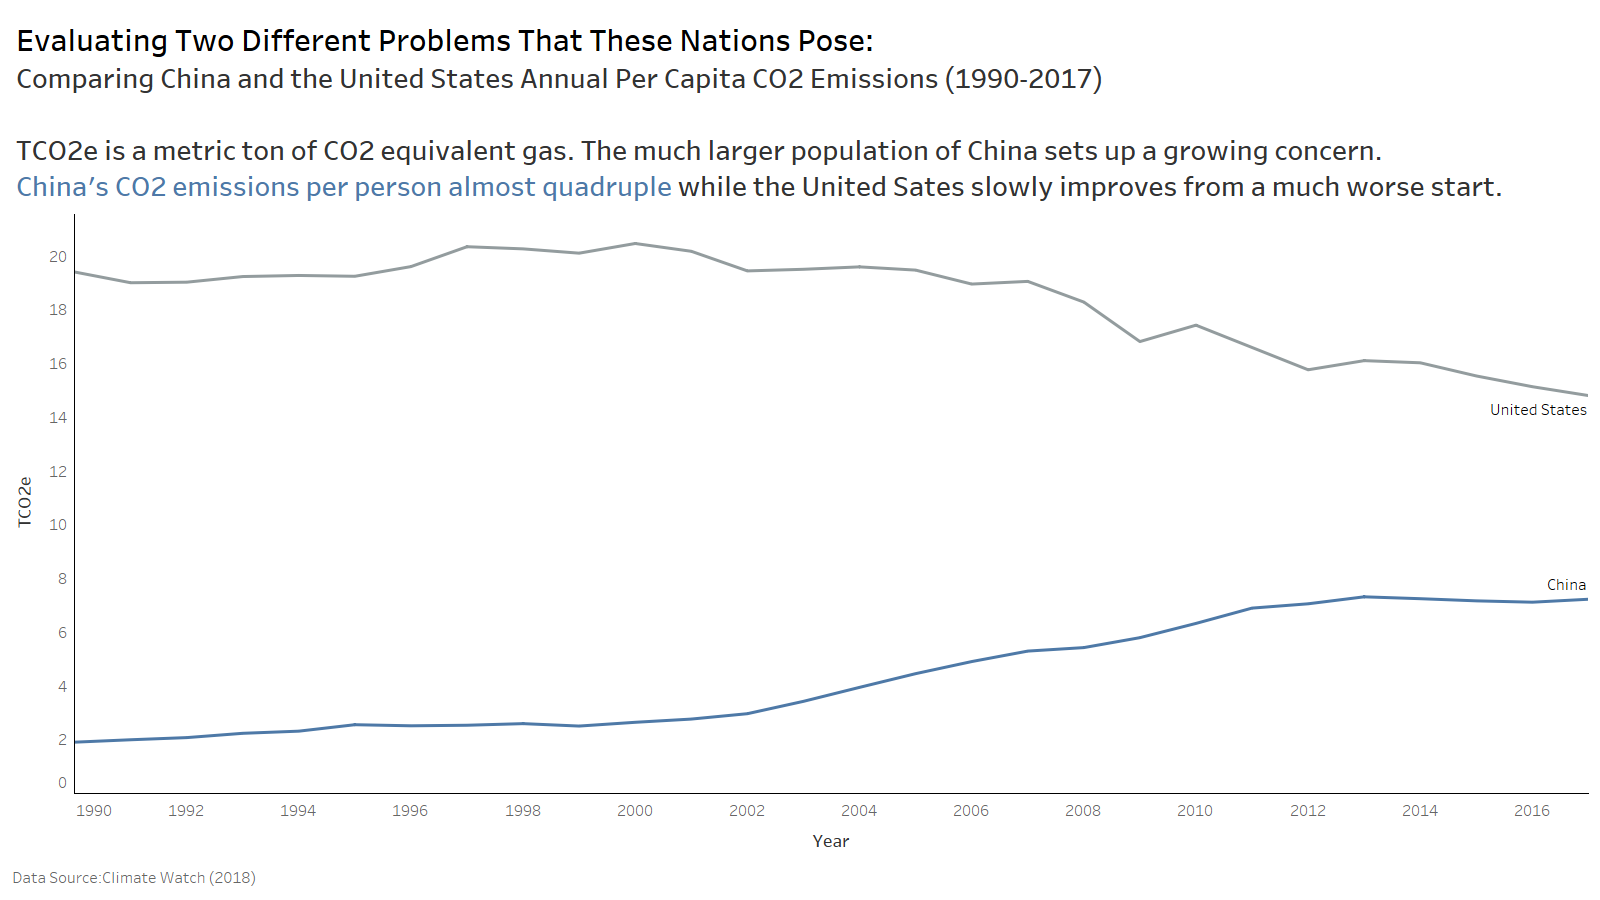 Evaluating Two Different Problems That These Nations Pose:
Comparing China and the United States Annual Per Capita CO2 Emissions (1990-2017)
TCO2e is a metric ton of CO2 equivalent gas. The much larger population of China sets up a growing concern.
China's CO2 emissions per person almost quadruple while the United Sates slowly improves from a much worse start.
20
18
16
14
12
10
8
6
4
2
0
TCO2e
United States
China
1990 1992 1994 1996 1998 2000 2002 2004 2006 2008 2010 2012 2014 2016
Year
Data Source:Climate Watch (2018)